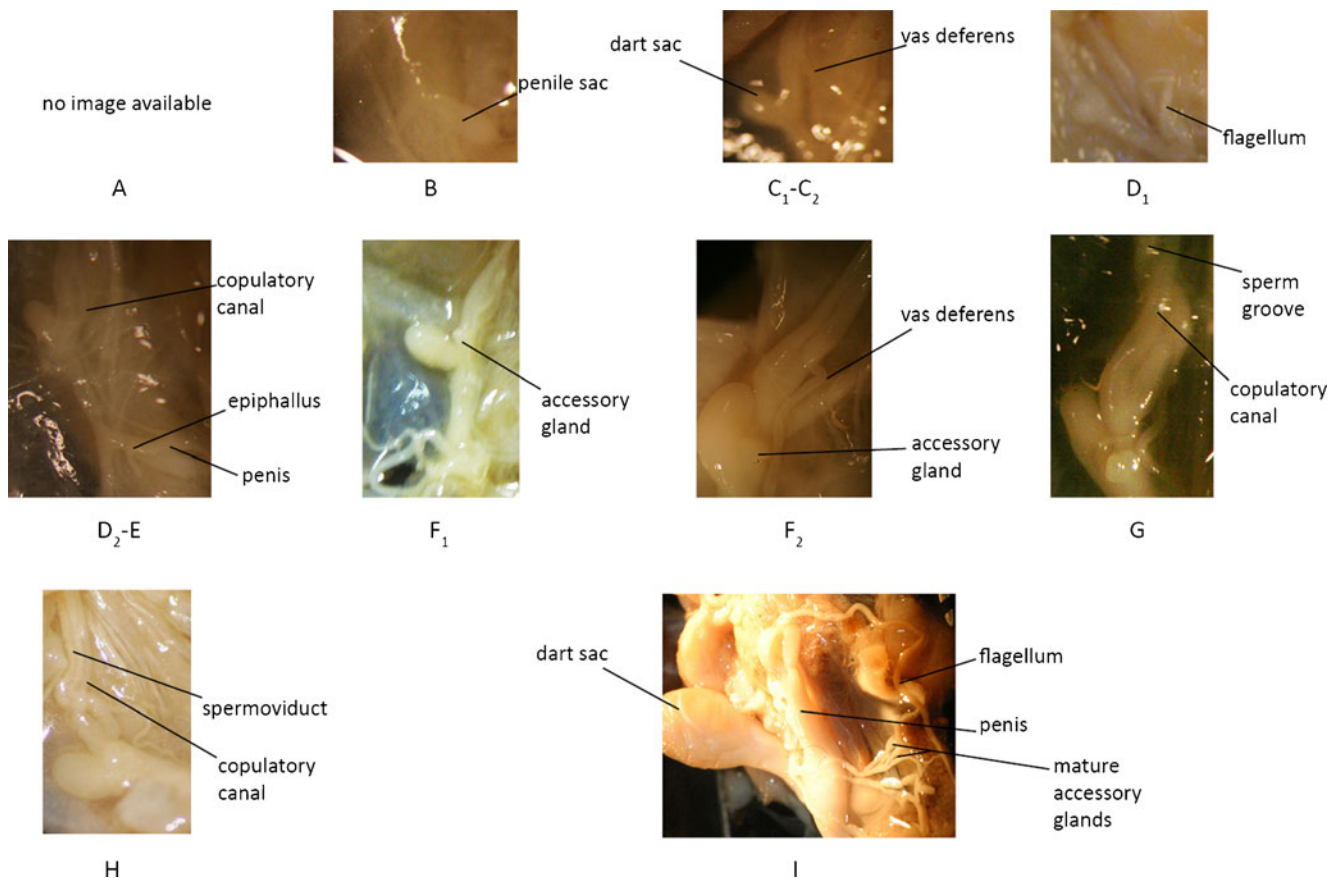 no image available
A
penile sac
B
dart sac
vas deferens
C₁-C₂
flagellum
D₁
copulatory
canal
epiphallus
penis
D₂-E
accessory
gland
F₁
vas deferens
accessory
gland
F₂
sperm
groove
copulatory
canal
G
spermoviduct
copulatory
canal
H
dart sac
flagellum
penis
mature
accessory
glands
I